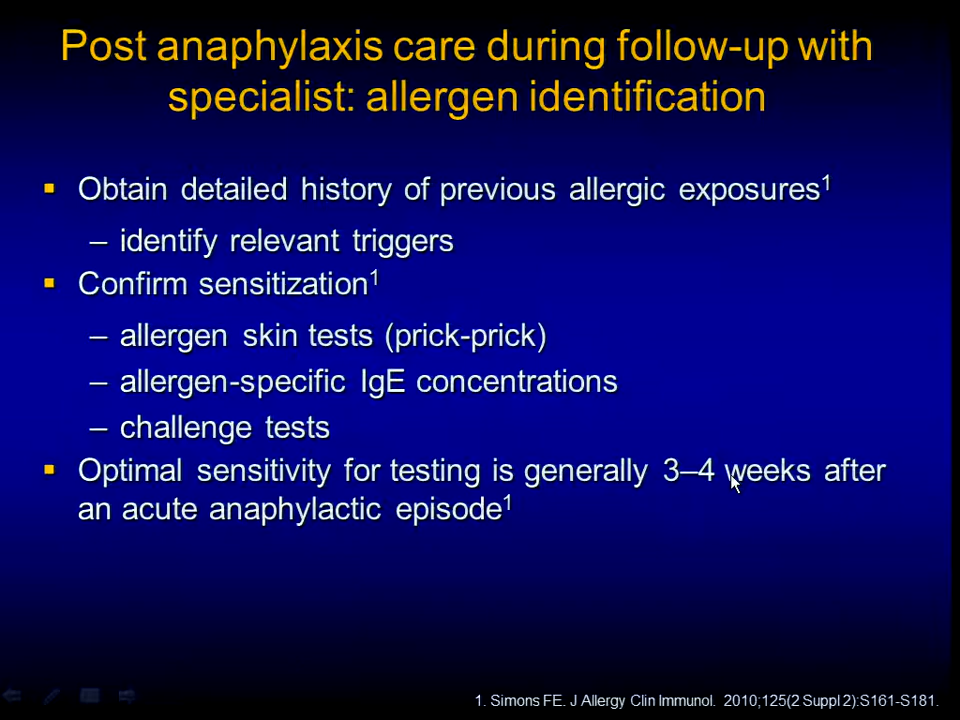 Post anaphylaxis care during follow-up with
specialist: allergen identification
▪ Obtain detailed history of previous allergic exposures¹
– identify relevant triggers
▪ Confirm sensitization¹
– allergen skin tests (prick-prick)
– allergen-specific IgE concentrations
– challenge tests
▪ Optimal sensitivity for testing is generally 3–4 weeks after
an acute anaphylactic episode¹
1. Simons FE. J Allergy Clin Immunol. 2010;125(2 Suppl 2):S161-S181.